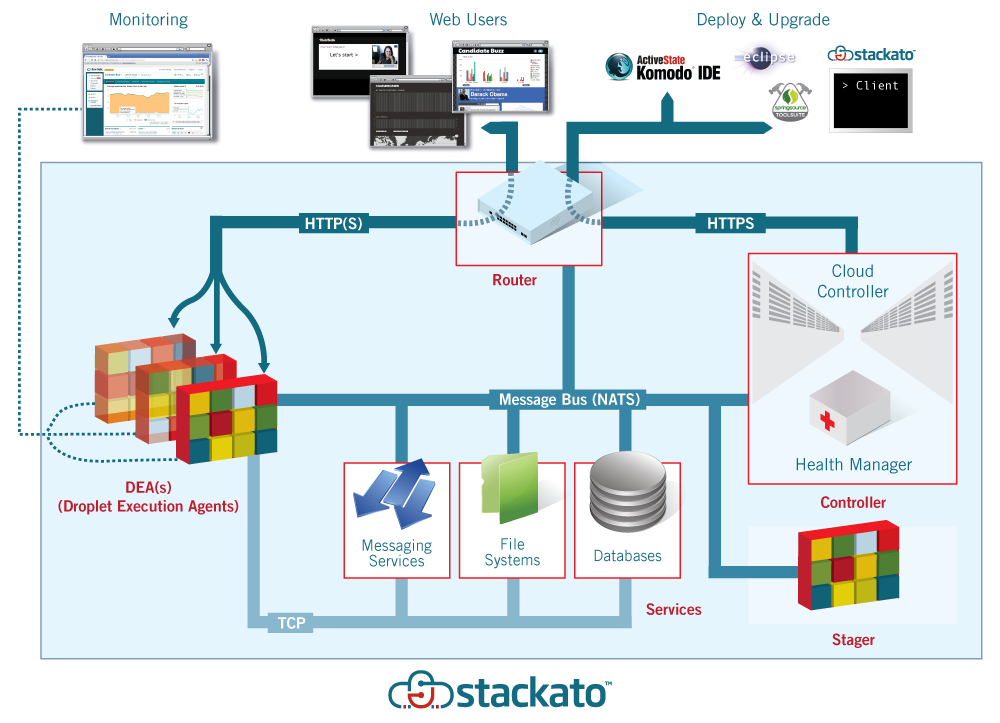 Monitoring
Web Users
Deploy & Upgrade
Let's start >
Candidate Buzz
Barack Obama
ActiveState
Komodo IDE
eclipse
stackato
springsource
TOOLSUITE
> Client
HTTP(S)
HTTPS
Router
Cloud
Controller
Message Bus (NATS)
Health Manager
DEA(s)
(Droplet Execution Agents)
Controller
Messaging
Services
File
Systems
Databases
Services
TCP
Stager
stackato™